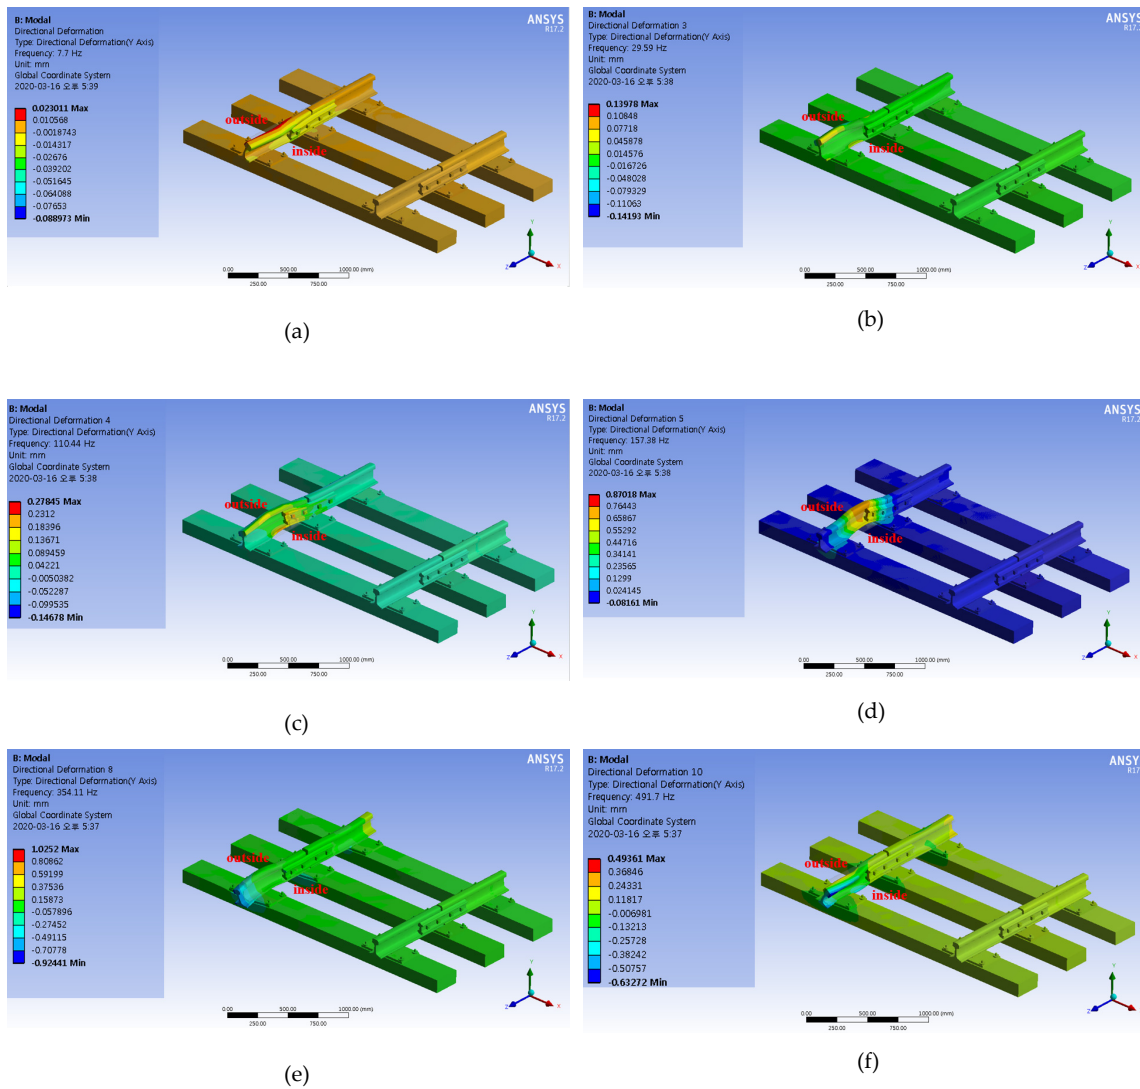 B: Modal
Directional Deformation
Type: Directional Deformation(Y Axis)
Frequency: 7.7 Hz
Unit: mm
Global Coordinate System
2020-03-16 오후 5:39
0.023011 Max
0.010568
-0.0018743
-0.014317
-0.02676
-0.039202
-0.051645
-0.064088
-0.07653
-0.088973 Min
ANSYS
R17.2
outside
inside
0.00 500.00 1000.00 (mm)
250.00 750.00
Y
Z X
(a)
B: Modal
Directional Deformation 3
Type: Directional Deformation(Y Axis)
Frequency: 29.59 Hz
Unit: mm
Global Coordinate System
2020-03-16 오후 5:38
0.13978 Max
0.10848
0.07718
0.045878
0.014576
-0.016726
-0.048028
-0.079329
-0.11063
-0.14193 Min
ANSYS
R17.2
outside
inside
0.00 500.00 1000.00 (mm)
250.00 750.00
Y
Z X
(b)
B: Modal
Directional Deformation 4
Type: Directional Deformation(Y Axis)
Frequency: 110.44 Hz
Unit: mm
Global Coordinate System
2020-03-16 오후 5:38
0.27845 Max
0.2312
0.18396
0.13671
0.089459
0.04221
-0.0050382
-0.052287
-0.099535
-0.14678 Min
ANSYS
R17.2
outside
inside
0.00 500.00 1000.00 (mm)
250.00 750.00
Y
Z X
(c)
B: Modal
Directional Deformation 5
Type: Directional Deformation(Y Axis)
Frequency: 157.38 Hz
Unit: mm
Global Coordinate System
2020-03-16 오후 5:38
0.87018 Max
0.76443
0.65867
0.55292
0.44716
0.34141
0.23565
0.1299
0.024145
-0.08161 Min
ANSYS
R17.2
outside
inside
0.00 500.00 1000.00 (mm)
250.00 750.00
Y
Z X
(d)
B: Modal
Directional Deformation 8
Type: Directional Deformation(Y Axis)
Frequency: 354.11 Hz
Unit: mm
Global Coordinate System
2020-03-16 오후 5:37
1.0252 Max
0.80862
0.59199
0.37536
0.15873
-0.057896
-0.27452
-0.49115
-0.70778
-0.92441 Min
ANSYS
R17.2
outside
inside
0.00 500.00 1000.00 (mm)
250.00 750.00
Y
Z X
(e)
B: Modal
Directional Deformation 10
Type: Directional Deformation(Y Axis)
Frequency: 491.7 Hz
Unit: mm
Global Coordinate System
2020-03-16 오후 5:37
0.49361 Max
0.36846
0.24331
0.11817
-0.006981
-0.13213
-0.25728
-0.38242
-0.50757
-0.63272 Min
ANSYS
R17
outside
inside
0.00 500.00 1000.00 (mm)
250.00 750.00
Y
Z X
(f)